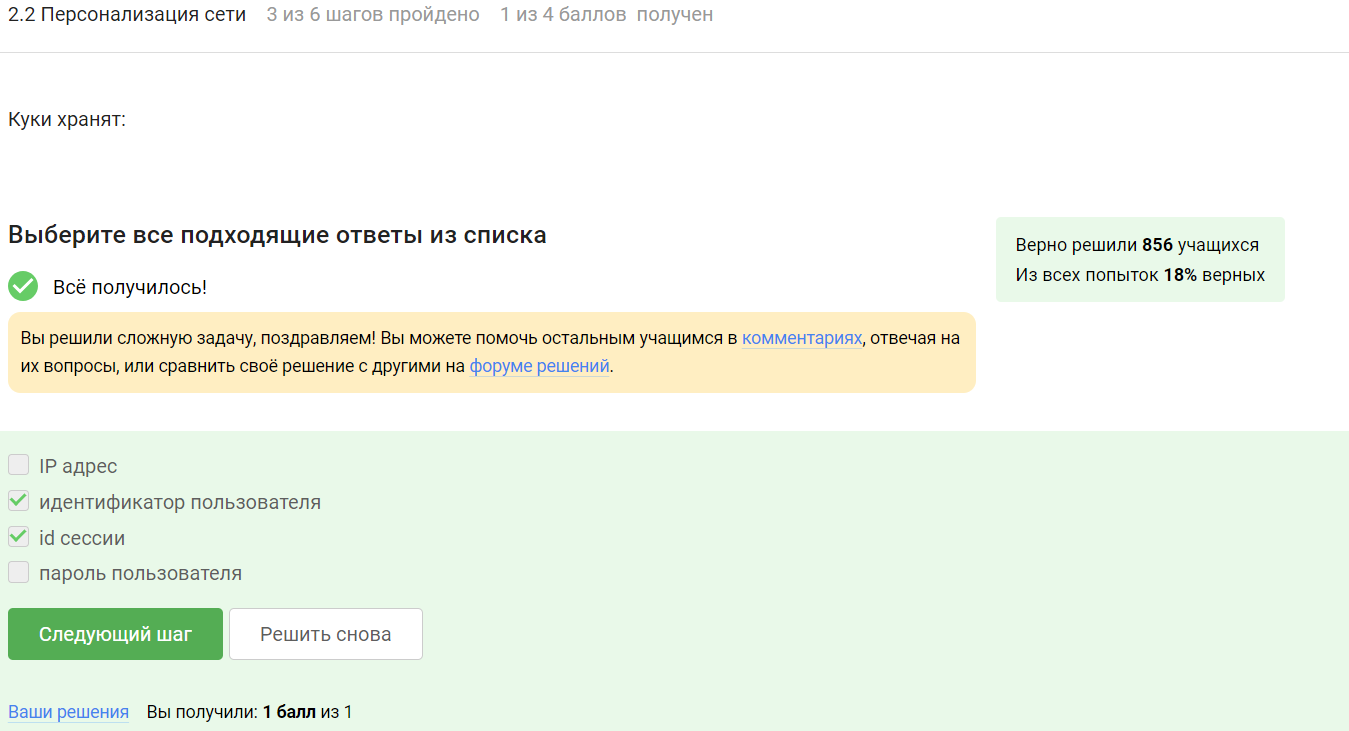 2.2 Персонализация сети 3 из 6 шагов пройдено 1 из 4 баллов получен
Куки хранят:
Выберите все подходящие ответы из списка
Верно решили 856 учащихся
Из всех попыток 18% верных
Всё получилось!
Вы решили сложную задачу, поздравляем! Вы можете помочь остальным учащимся в комментариях, отвечая на
их вопросы, или сравнить своё решение с другими на форуме решений.
IP адрес
идентификатор пользователя
id сессии
пароль пользователя
Следующий шаг Решить снова
Ваши решения Вы получили: 1 балл из 1